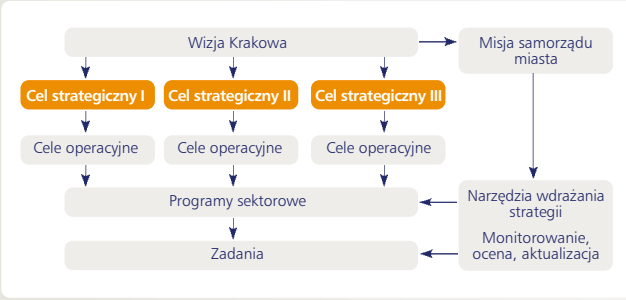 Wizja Krakowa
Misja samorządu
miasta
Cel strategiczny I
Cel strategiczny II
Cel strategiczny III
Cele operacyjne
Cele operacyjne
Cele operacyjne
Programy sektorowe
Narzędzia wdrażania
strategii
Zadania
Monitorowanie,
ocena, aktualizacja